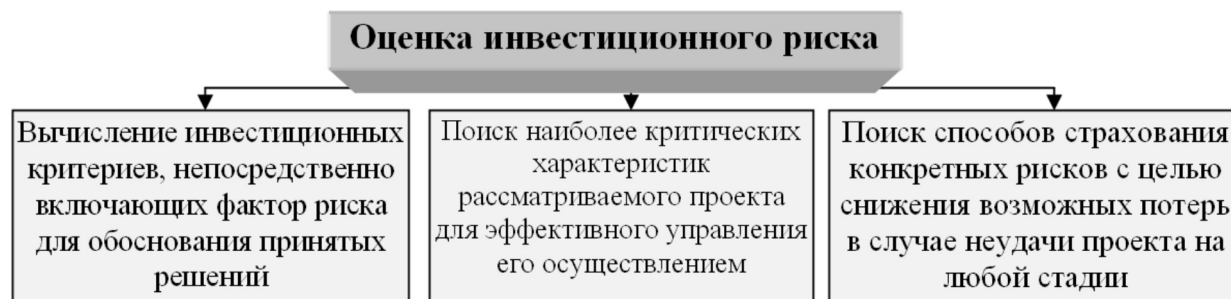 Оценка инвестиционного риска
Вычисление инвестиционных
критериев, непосредственно
включающих фактор риска
для обоснования принятых
решений
Поиск наиболее критических
характеристик
рассматриваемого проекта
для эффективного управления
его осуществлением
Поиск способов страхования
конкретных рисков с целью
снижения возможных потерь
в случае неудачи проекта на
любой стадии